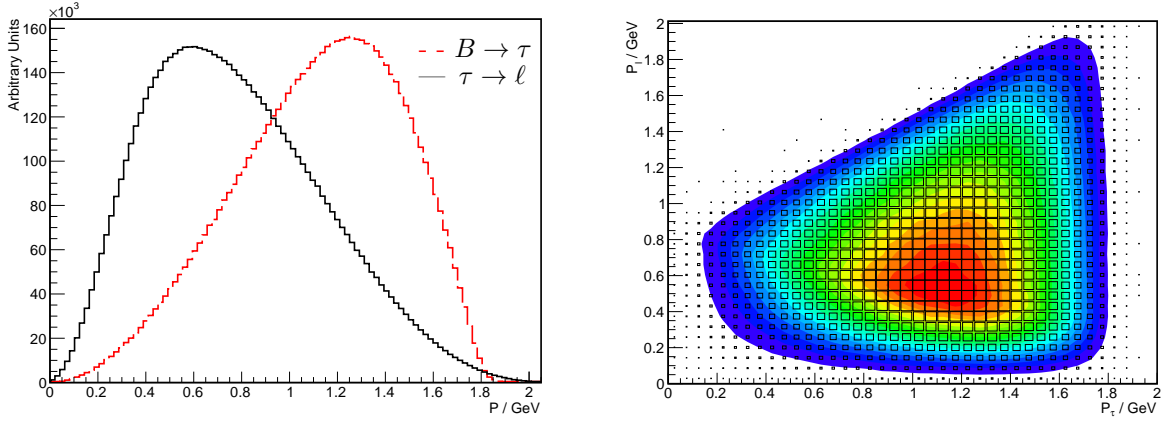 ×10³
Arbitrary Units
160
140
120
100
80
60
40
20
0
0 0.2 0.4 0.6 0.8 1 1.2 1.4 1.6 1.8 2
P / GeV
B → τ
τ → ℓ
P_l / GeV
2
1.8
1.6
1.4
1.2
1
0.8
0.6
0.4
0.2
0
0 0.2 0.4 0.6 0.8 1 1.2 1.4 1.6 1.8 2
P_τ / GeV